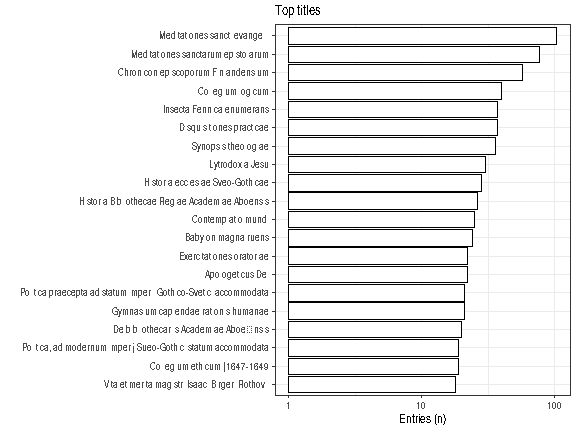 Top titles
Med tat ones sanct evange
Med tat ones sanctarum ep sto arum
Chron con ep scoporum F n andens um
Co eg um og cum
Insecta Fenn ca enumerans
D squ s t ones pract cae
Synops s theo og ae
Lytrodox a Jesu
H stor a ecc es ae Sveo-Goth cae
H stor a B b othecae Reg ae Academ ae Aboens s
Contemp at o mund
Baby on magna ruens
Exerc tat ones orator ae
Apo oget cus De
Po t ca praecepta ad statum mper Goth co-Svet c accommodata
Gymnas um cap endae rat on s humanae
De b b othecar s Academ ae Aboe□ns s
Po t ca, ad modernum mper j Sueo-Goth c statum accommodata
Co eg um eth cum | 1647-1649
V ta et mer ta mag str Isaac B rger Rothov
1
10
100
Entries (n)